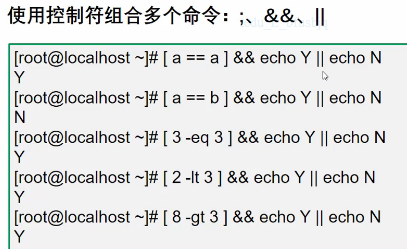 使用控制符组合多个命令：;、&&、||
[root@localhost ~]# [ a == a ] && echo Y || echo N
Y
[root@localhost ~]# [ a == b ] && echo Y || echo N
N
[root@localhost ~]# [ 3 -eq 3 ] && echo Y || echo N
Y
[root@localhost ~]# [ 2 -lt 3 ] && echo Y || echo N
Y
[root@localhost ~]# [ 8 -gt 3 ] && echo Y || echo N
Y